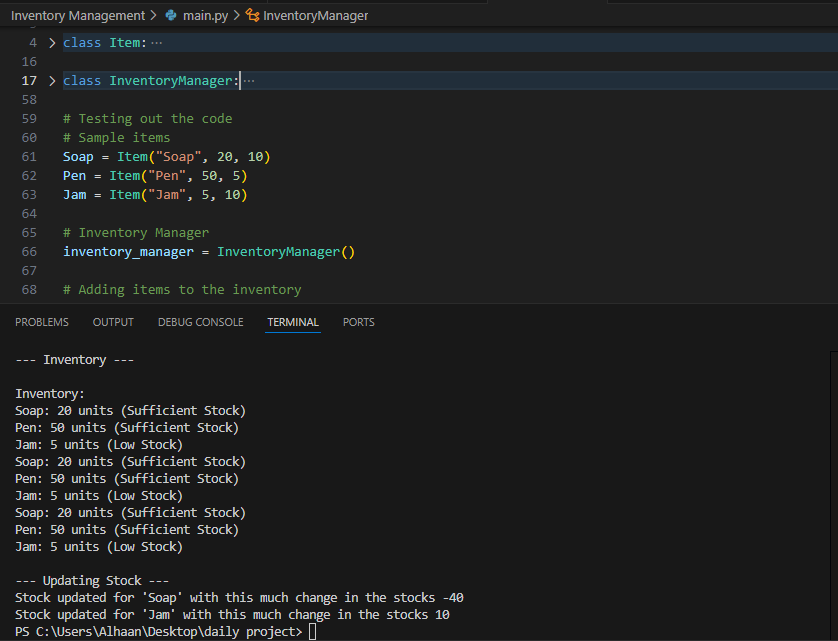 Inventory Management > main.py > InventoryManager
4 > class Item: ···
16
17 > class InventoryManager: ···
58
59 # Testing out the code
60 # Sample items
61 Soap = Item("Soap", 20, 10)
62 Pen = Item("Pen", 50, 5)
63 Jam = Item("Jam", 5, 10)
64
65 # Inventory Manager
66 inventory_manager = InventoryManager()
67
68 # Adding items to the inventory
PROBLEMS OUTPUT DEBUG CONSOLE TERMINAL PORTS
--- Inventory ---
Inventory:
Soap: 20 units (Sufficient Stock)
Pen: 50 units (Sufficient Stock)
Jam: 5 units (Low Stock)
Soap: 20 units (Sufficient Stock)
Pen: 50 units (Sufficient Stock)
Jam: 5 units (Low Stock)
Soap: 20 units (Sufficient Stock)
Pen: 50 units (Sufficient Stock)
Jam: 5 units (Low Stock)
--- Updating Stock ---
Stock updated for 'Soap' with this much change in the stocks -40
Stock updated for 'Jam' with this much change in the stocks 10
PS C:\Users\Alhaan\Desktop\daily project>